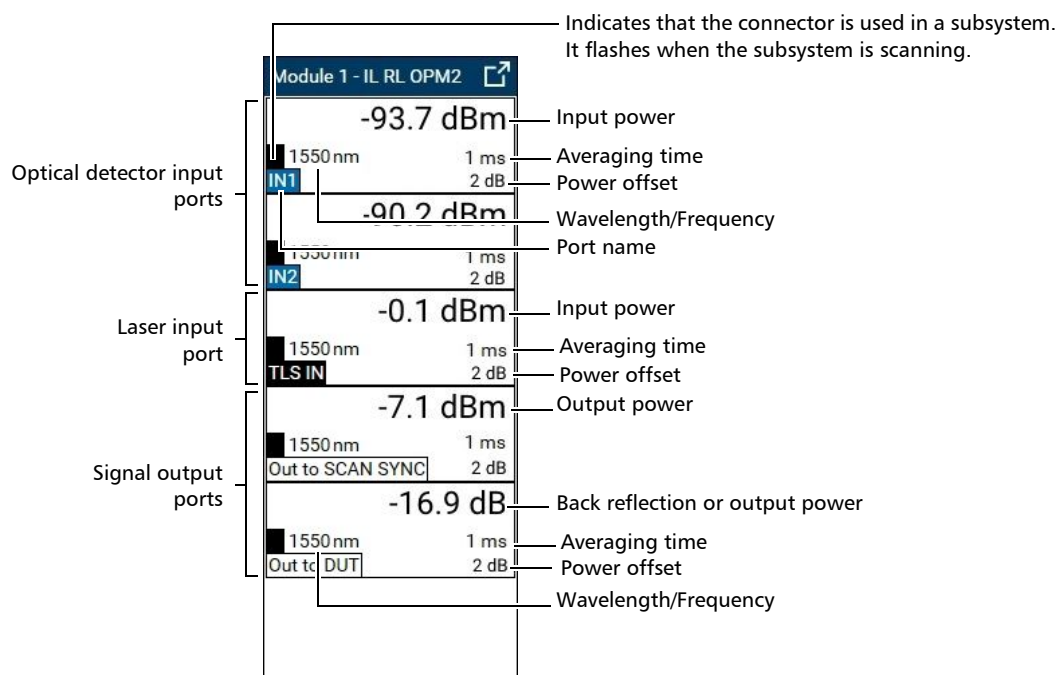 Indicates that the connector is used in a subsystem.
It flashes when the subsystem is scanning.
Module 1 - IL RL OPM2
-93.7 dBm
Input power
1550 nm
1 ms
Averaging time
IN1
2 dB
Power offset
Optical detector input
ports
-90.2 dBm
Wavelength/Frequency
Port name
1550 nm
1 ms
IN2
2 dB
-0.1 dBm
Input power
Laser input
port
1550 nm
1 ms
Averaging time
TLS IN
2 dB
Power offset
-7.1 dBm
Output power
1550 nm
1 ms
Out to SCAN SYNC
2 dB
Signal output
ports
-16.9 dB
Back reflection or output power
1550 nm
1 ms
Averaging time
Out to DUT
2 dB
Power offset
Wavelength/Frequency